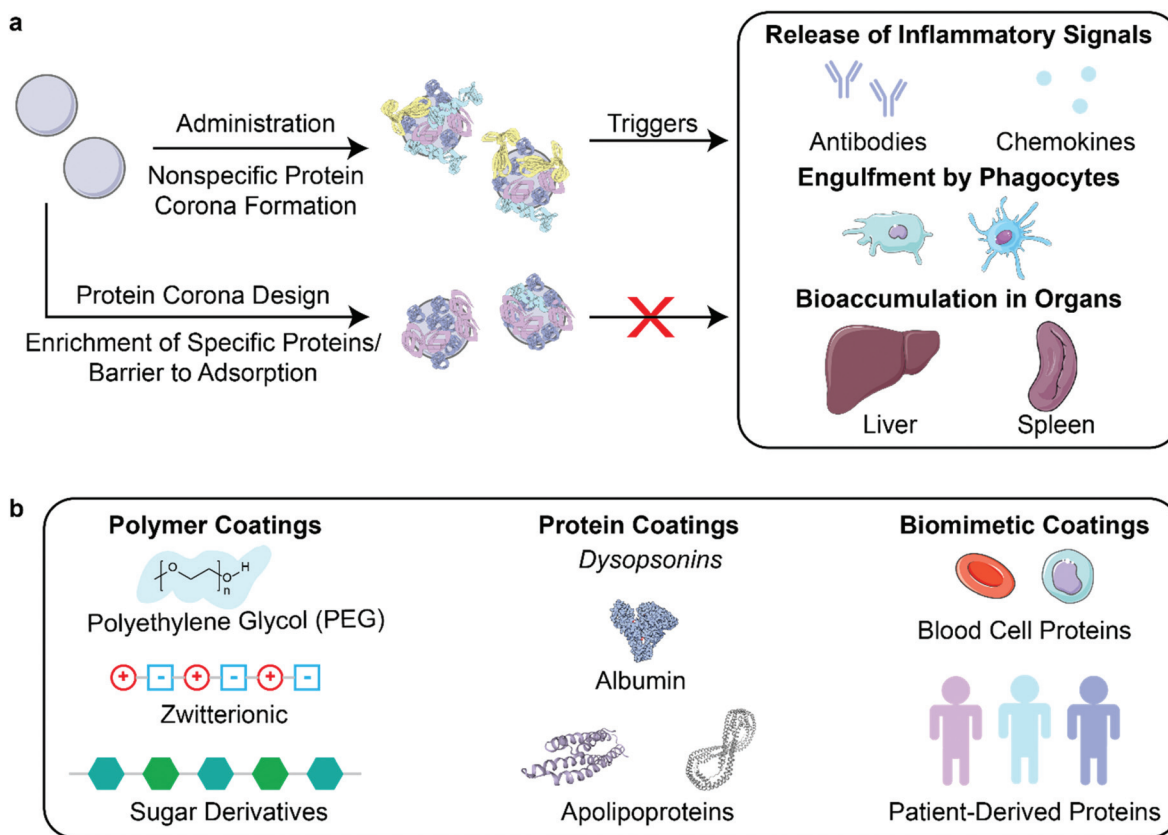 a
Administration
Nonspecific Protein
Corona Formation
Triggers
Release of Inflammatory Signals
Antibodies
Chemokines
Engulfment by Phagocytes
Bioaccumulation in Organs
Liver
Spleen
Protein Corona Design
Enrichment of Specific Proteins/
Barrier to Adsorption
X
b
Polymer Coatings
O
O
H
n
Polyethylene Glycol (PEG)
+ - + - + -
Zwitterionic
Sugar Derivatives
Protein Coatings
Dysopsonins
Albumin
Apolipoproteins
Biomimetic Coatings
Blood Cell Proteins
Patient-Derived Proteins